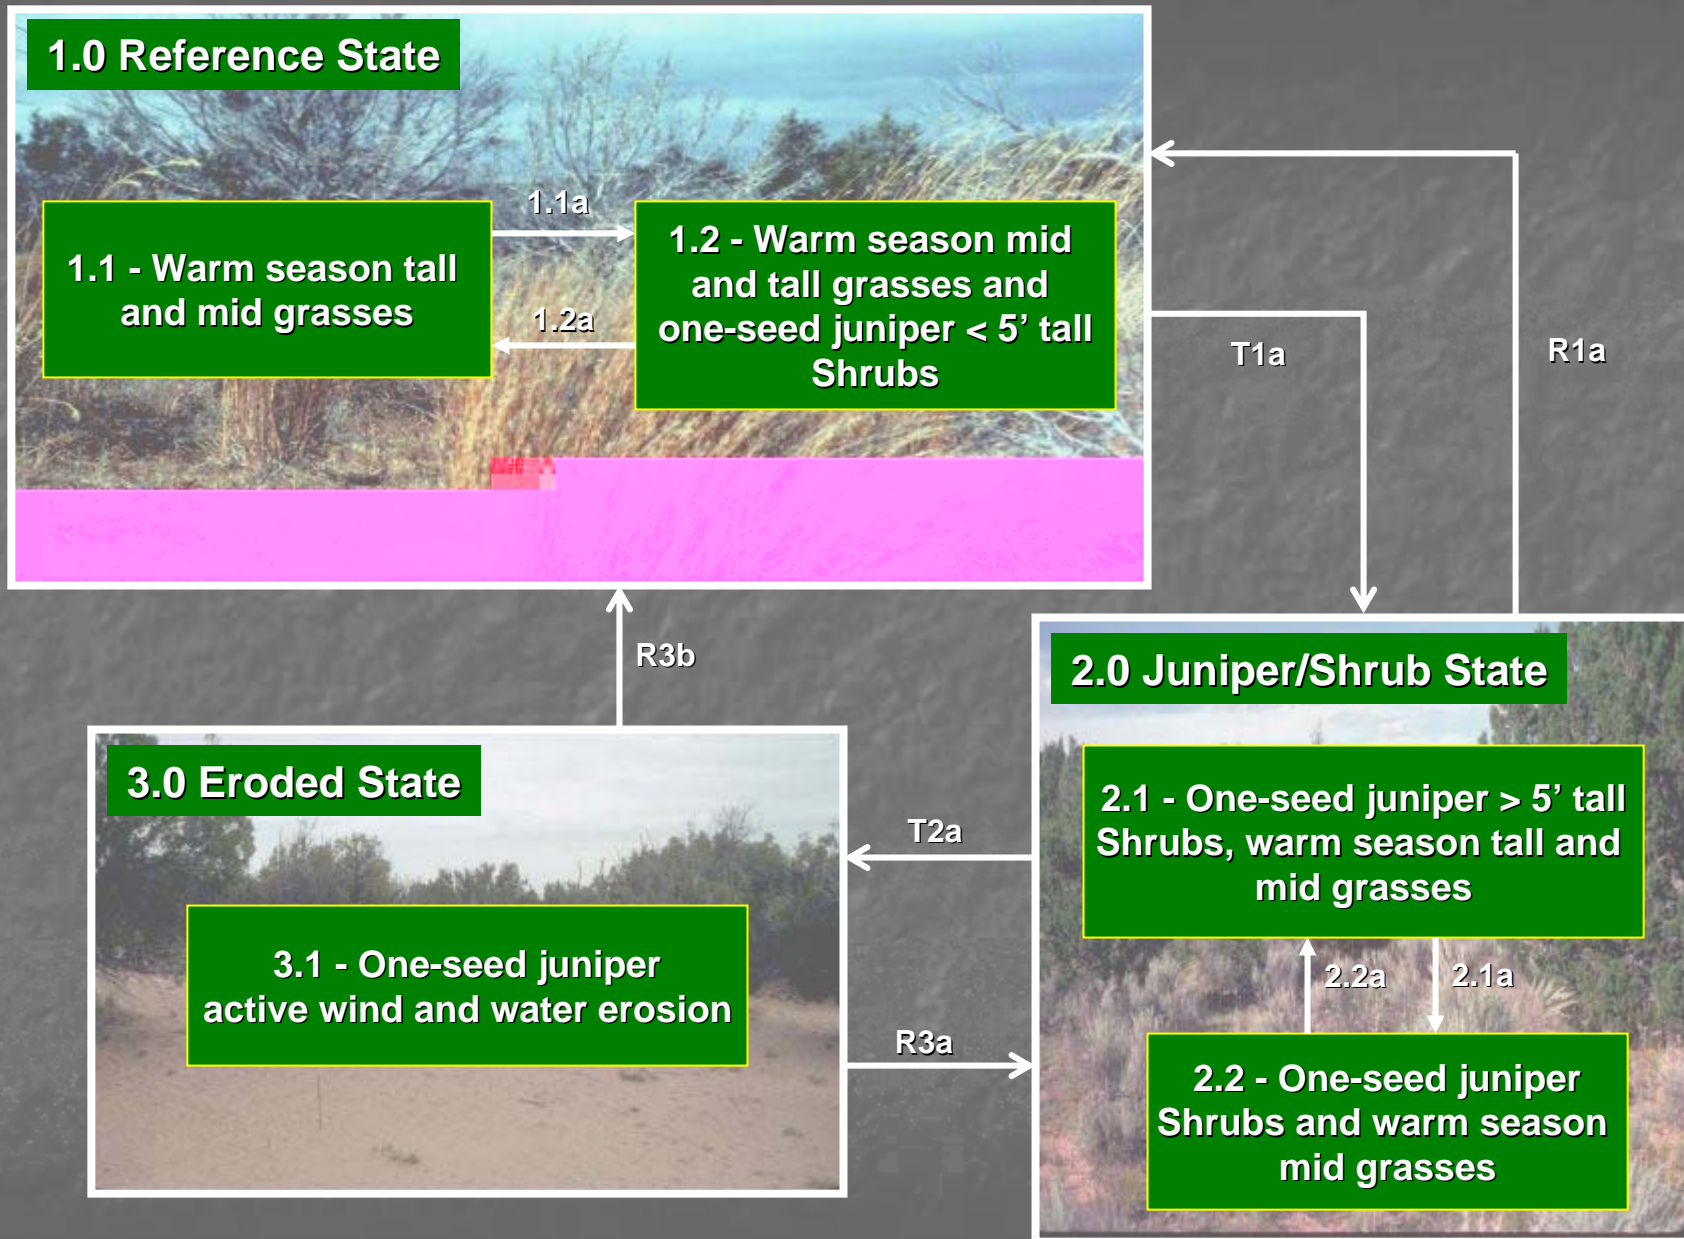 1.0 Reference State
1.1a
1.1 - Warm season tall
and mid grasses
1.2 - Warm season mid
and tall grasses and
one-seed juniper < 5’ tall
Shrubs
1.2a
T1a
R1a
R3b
2.0 Juniper/Shrub State
3.0 Eroded State
2.1 - One-seed juniper > 5’ tall
Shrubs, warm season tall and
mid grasses
T2a
3.1 - One-seed juniper
active wind and water erosion
2.2a
2.1a
R3a
2.2 - One-seed juniper
Shrubs and warm season
mid grasses